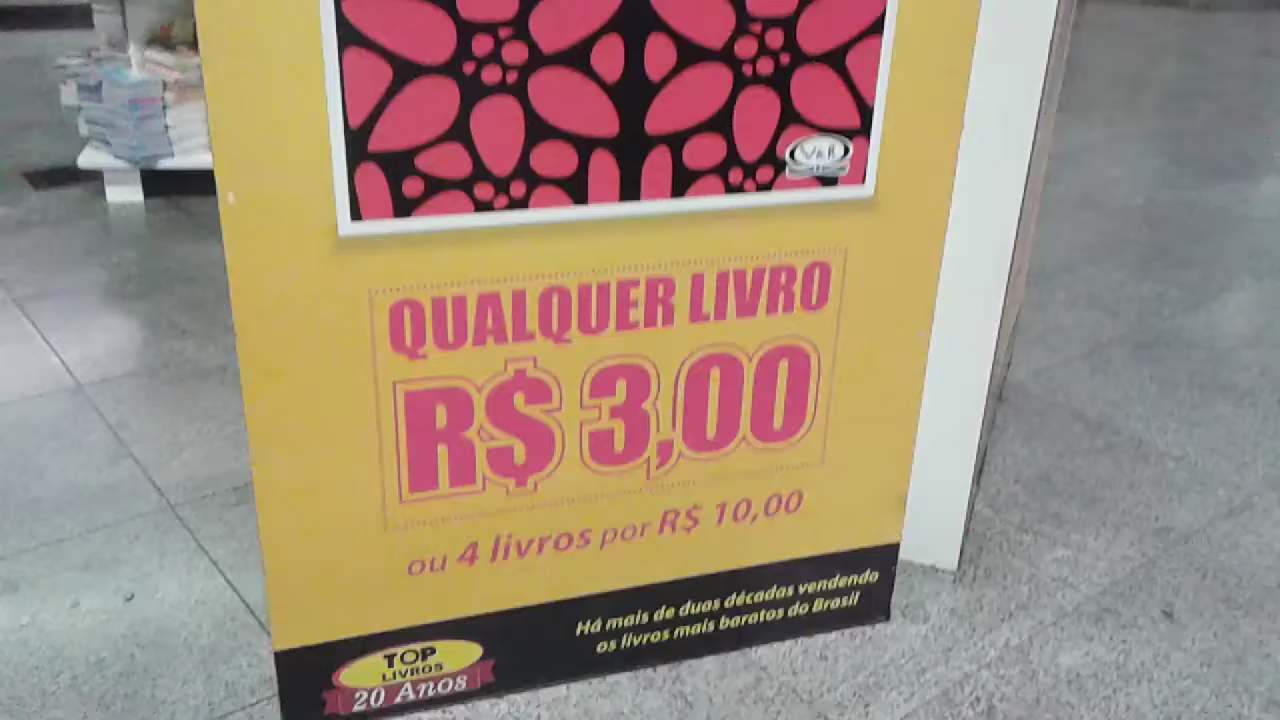 V&R
QUALQUER LIVRO
R$ 3,00
ou 4 livros por R$ 10,00
Há mais de duas décadas vendendo
os livros mais baratos do Brasil
TOP
LIVROS
20 Anos